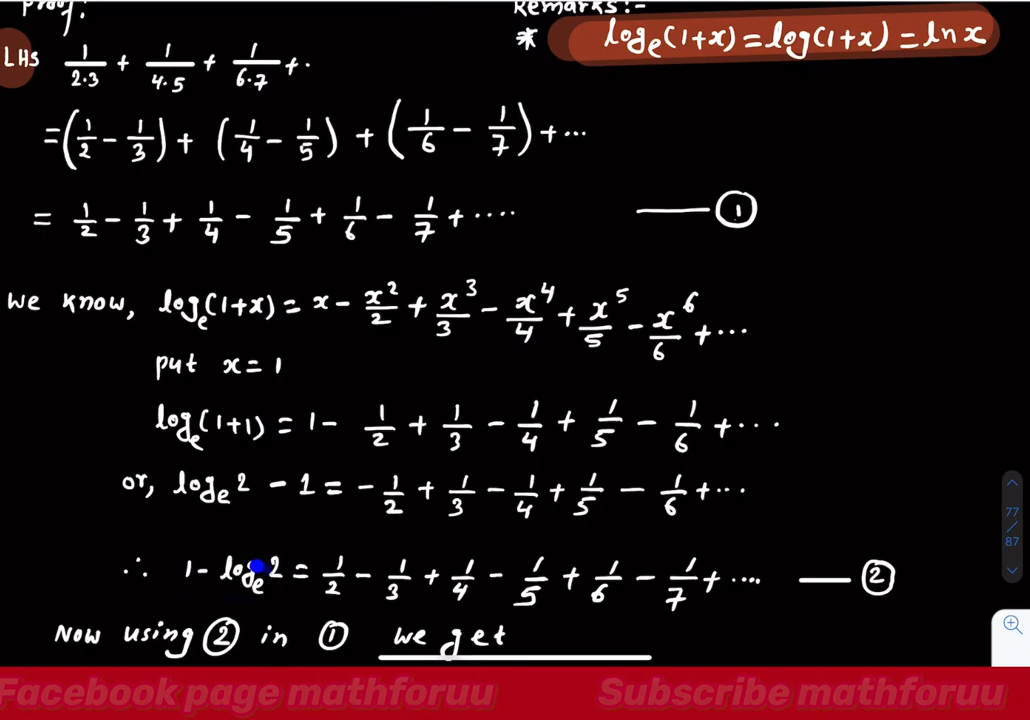 Proof:
Remarks:-
* logₑ(1+x) = log(1+x) = ln x
LHS 1/(2·3) + 1/(4·5) + 1/(6·7) + ·
= (1/2 - 1/3) + (1/4 - 1/5) + (1/6 - 1/7) + ...
= 1/2 - 1/3 + 1/4 - 1/5 + 1/6 - 1/7 + .... —— ①
we know, logₑ(1+x) = x - x²/2 + x³/3 - x⁴/4 + x⁵/5 - x⁶/6 + ...
put x = 1
logₑ(1+1) = 1 - 1/2 + 1/3 - 1/4 + 1/5 - 1/6 + ...
or, logₑ2 - 1 = - 1/2 + 1/3 - 1/4 + 1/5 - 1/6 + ...
∴ 1 - logₑ2 = 1/2 - 1/3 + 1/4 - 1/5 + 1/6 - 1/7 + .... —— ②
Now using ② in ① we get
77
/
87
Facebook page mathforuu
Subscribe mathforuu